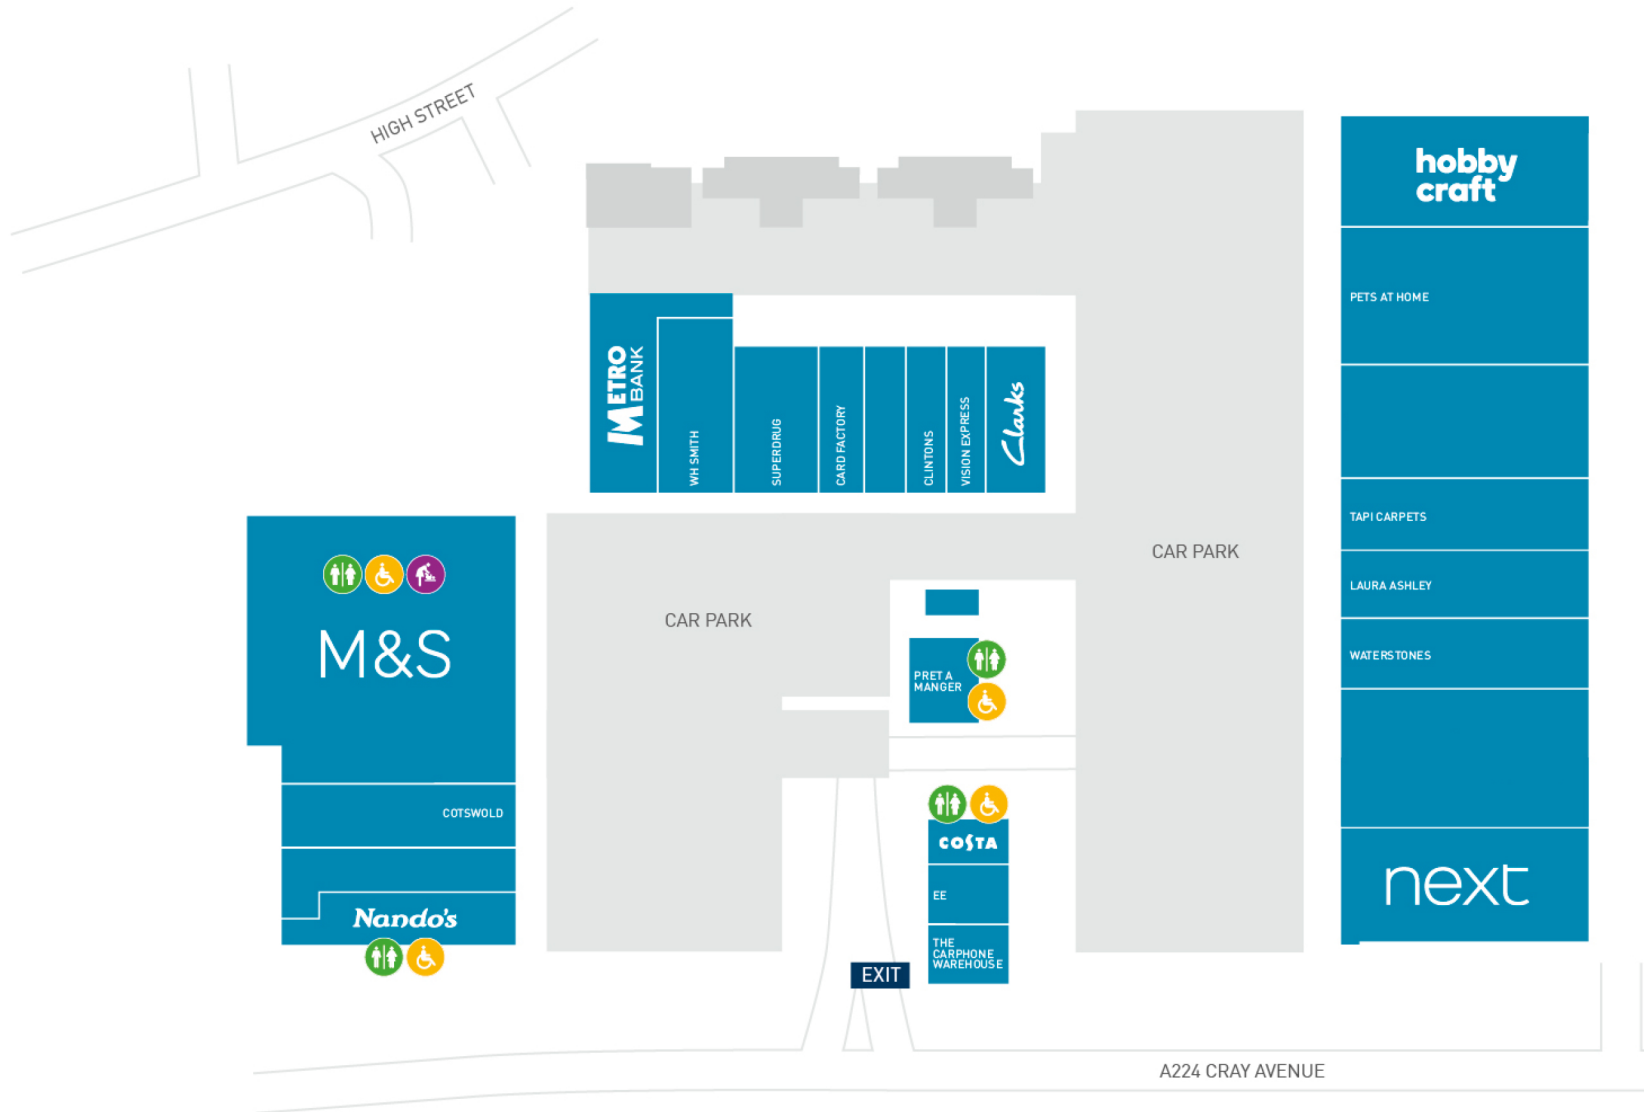 HIGH STREET
hobby
craft
PETS AT HOME
METRO
BANK
WH SMITH
SUPERDRUG
CARD FACTORY
CLINTONS
VISION EXPRESS
Clarks
TAPI CARPETS
CAR PARK
LAURA ASHLEY
CAR PARK
M&S
WATERSTONES
PRET A
MANGER
COTSWOLD
COSTA
next
EE
Nando's
THE
CARPHONE
WAREHOUSE
EXIT
A224 CRAY AVENUE